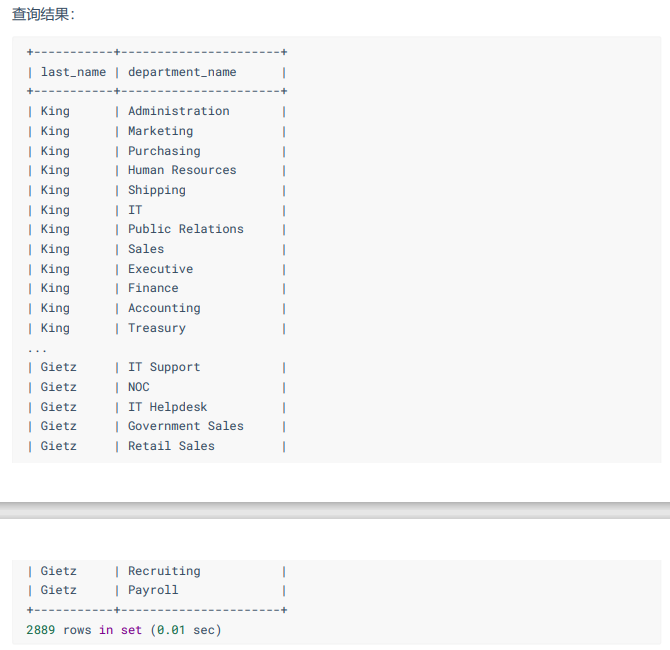 查询结果：
+-----------+----------------------+
| last_name | department_name      |
+-----------+----------------------+
| King      | Administration       |
| King      | Marketing            |
| King      | Purchasing           |
| King      | Human Resources      |
| King      | Shipping             |
| King      | IT                   |
| King      | Public Relations     |
| King      | Sales                |
| King      | Executive            |
| King      | Finance              |
| King      | Accounting           |
| King      | Treasury             |
...
| Gietz     | IT Support           |
| Gietz     | NOC                  |
| Gietz     | IT Helpdesk          |
| Gietz     | Government Sales     |
| Gietz     | Retail Sales         |
| Gietz     | Recruiting           |
| Gietz     | Payroll              |
+-----------+----------------------+
2889 rows in set (0.01 sec)